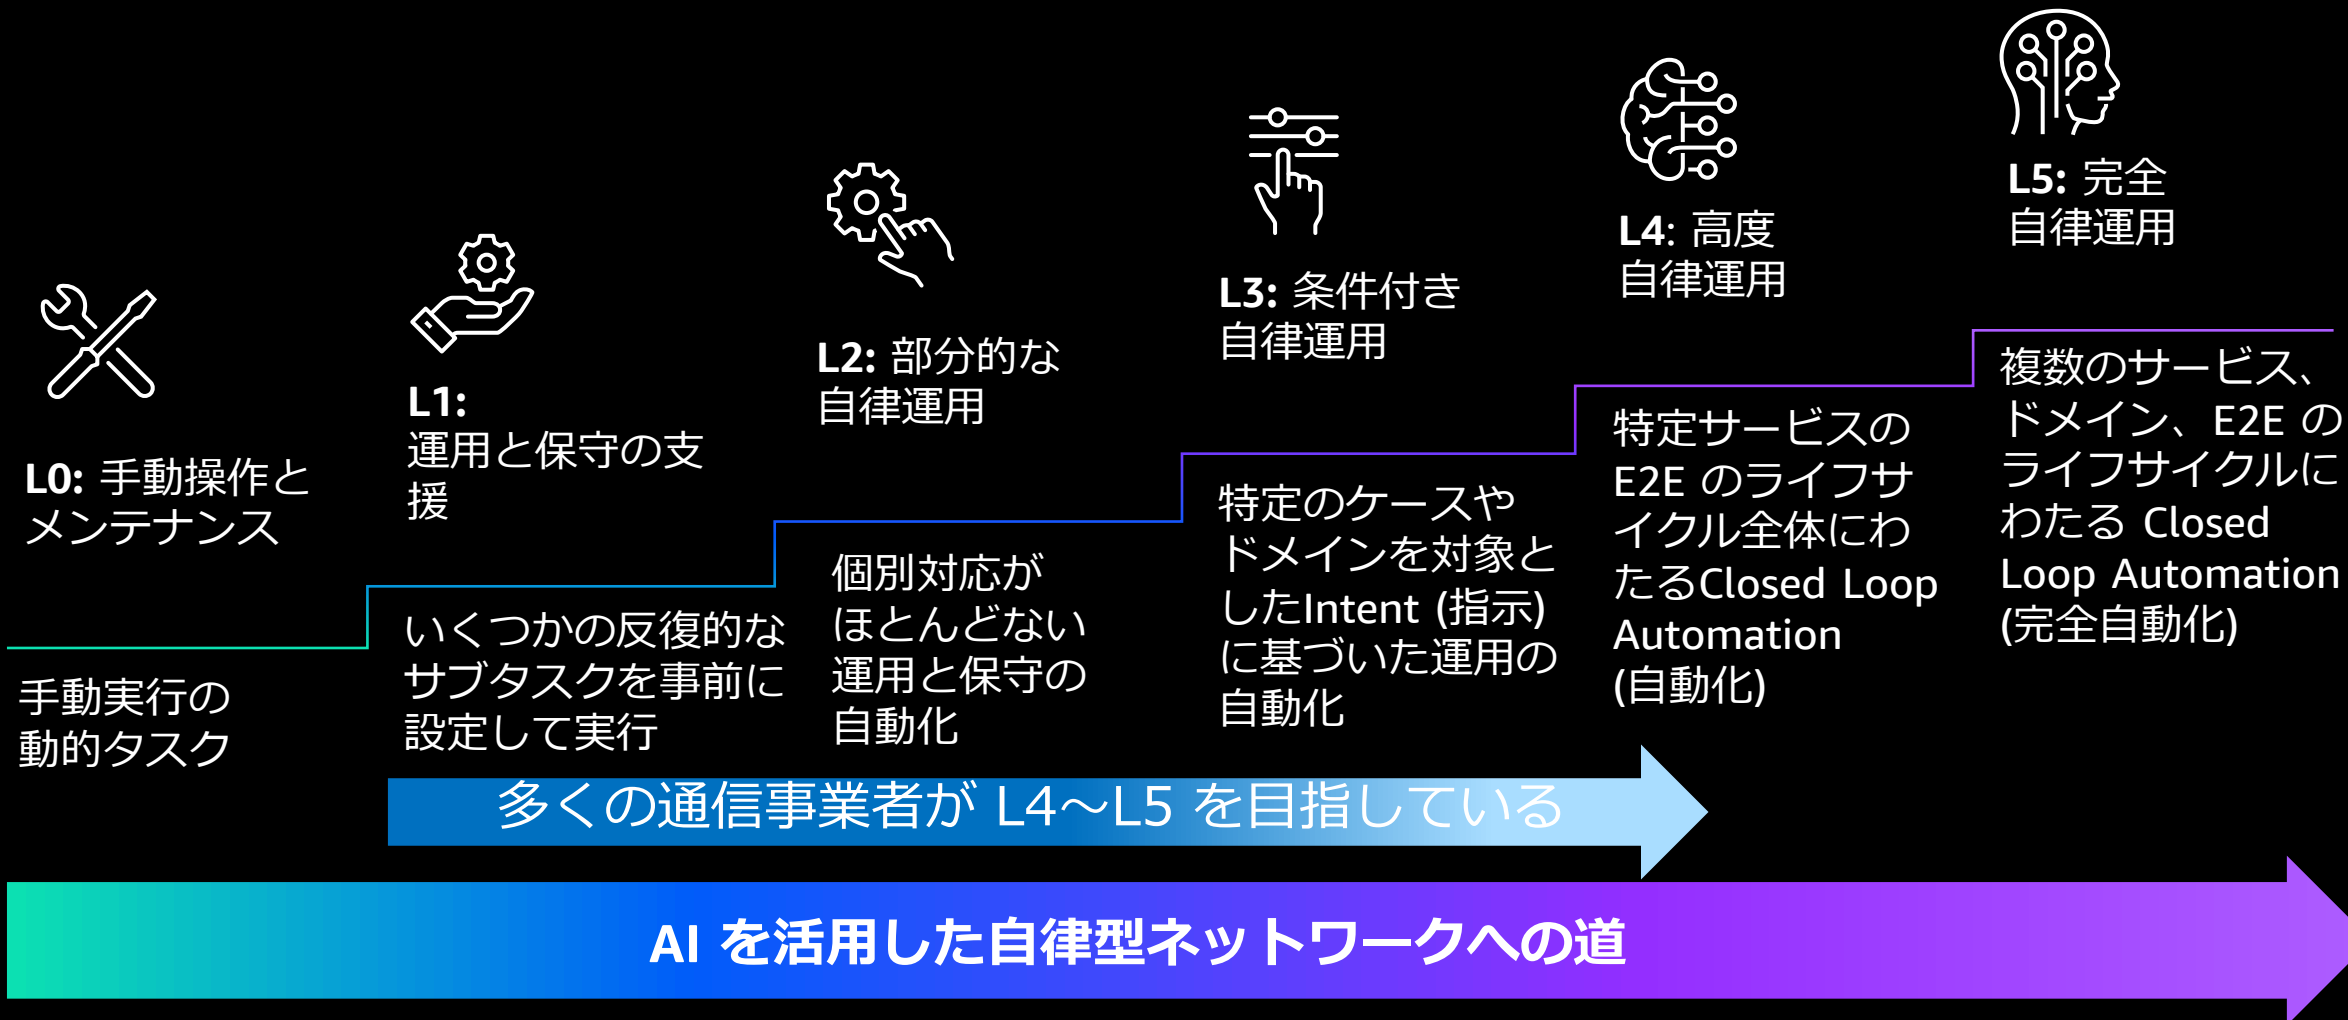 L0: 手動操作と
メンテナンス
手動実行の
動的タスク
L1:
運用と保守の支
援
いくつかの反復的な
サブタスクを事前に
設定して実行
L2: 部分的な
自律運用
個別対応が
ほとんどない
運用と保守の
自動化
L3: 条件付き
自律運用
特定のケースや
ドメインを対象と
したIntent (指示)
に基づいた運用の
自動化
L4: 高度
自律運用
特定サービスの
E2E のライフサ
イクル全体にわ
たるClosed Loop
Automation
(自動化)
L5: 完全
自律運用
複数のサービス、
ドメイン、E2E の
ライフサイクルに
わたる Closed
Loop Automation
(完全自動化)
多くの通信事業者が L4～L5 を目指している
AI を活用した自律型ネットワークへの道